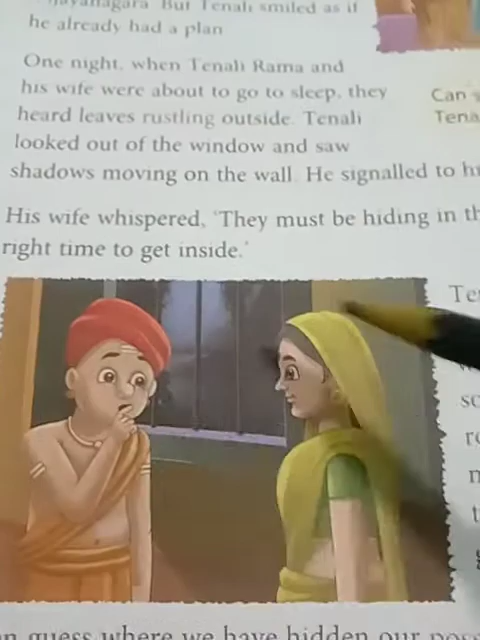 But Tenali smiled as if
he already had a plan
One night, when Tenali Rama and
his wife were about to go to sleep, they
heard leaves rustling outside. Tenali
looked out of the window and saw
shadows moving on the wall. He signalled to
His wife whispered, 'They must be hiding in
right time to get inside.'
Can
guess where we have hidden our